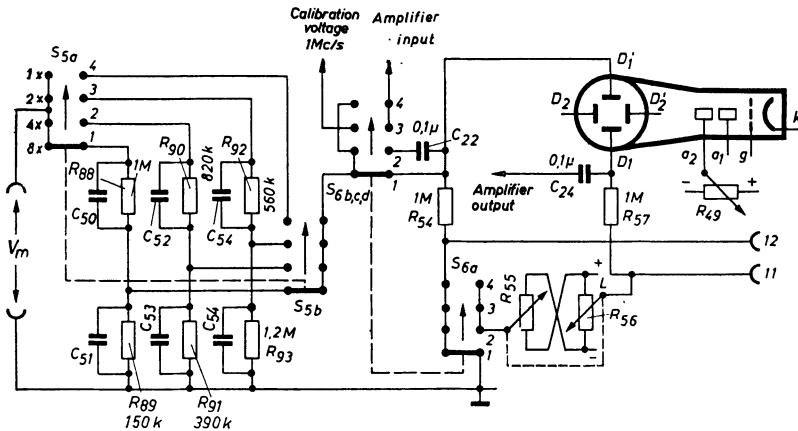 Calibration voltage 1Mc/s
Amplifier input
S5a
1x
2x
4x
8x
4
3
2
1
R88
1M
R90
820k
R92
560k
C50
C52
C54
Vm
C51
C53
C54
R89
150k
R91
390k
1,2M
R93
S5b
S6b,c,d
4
3
2
1
0,1µ
C22
1M
R54
S6a
4
3
2
1
R55
+
L
R56
-
D1'
D2
D2'
D1
0,1µ
C24
Amplifier output
1M
R57
a2
a1
g
k
-
+
R49
12
11